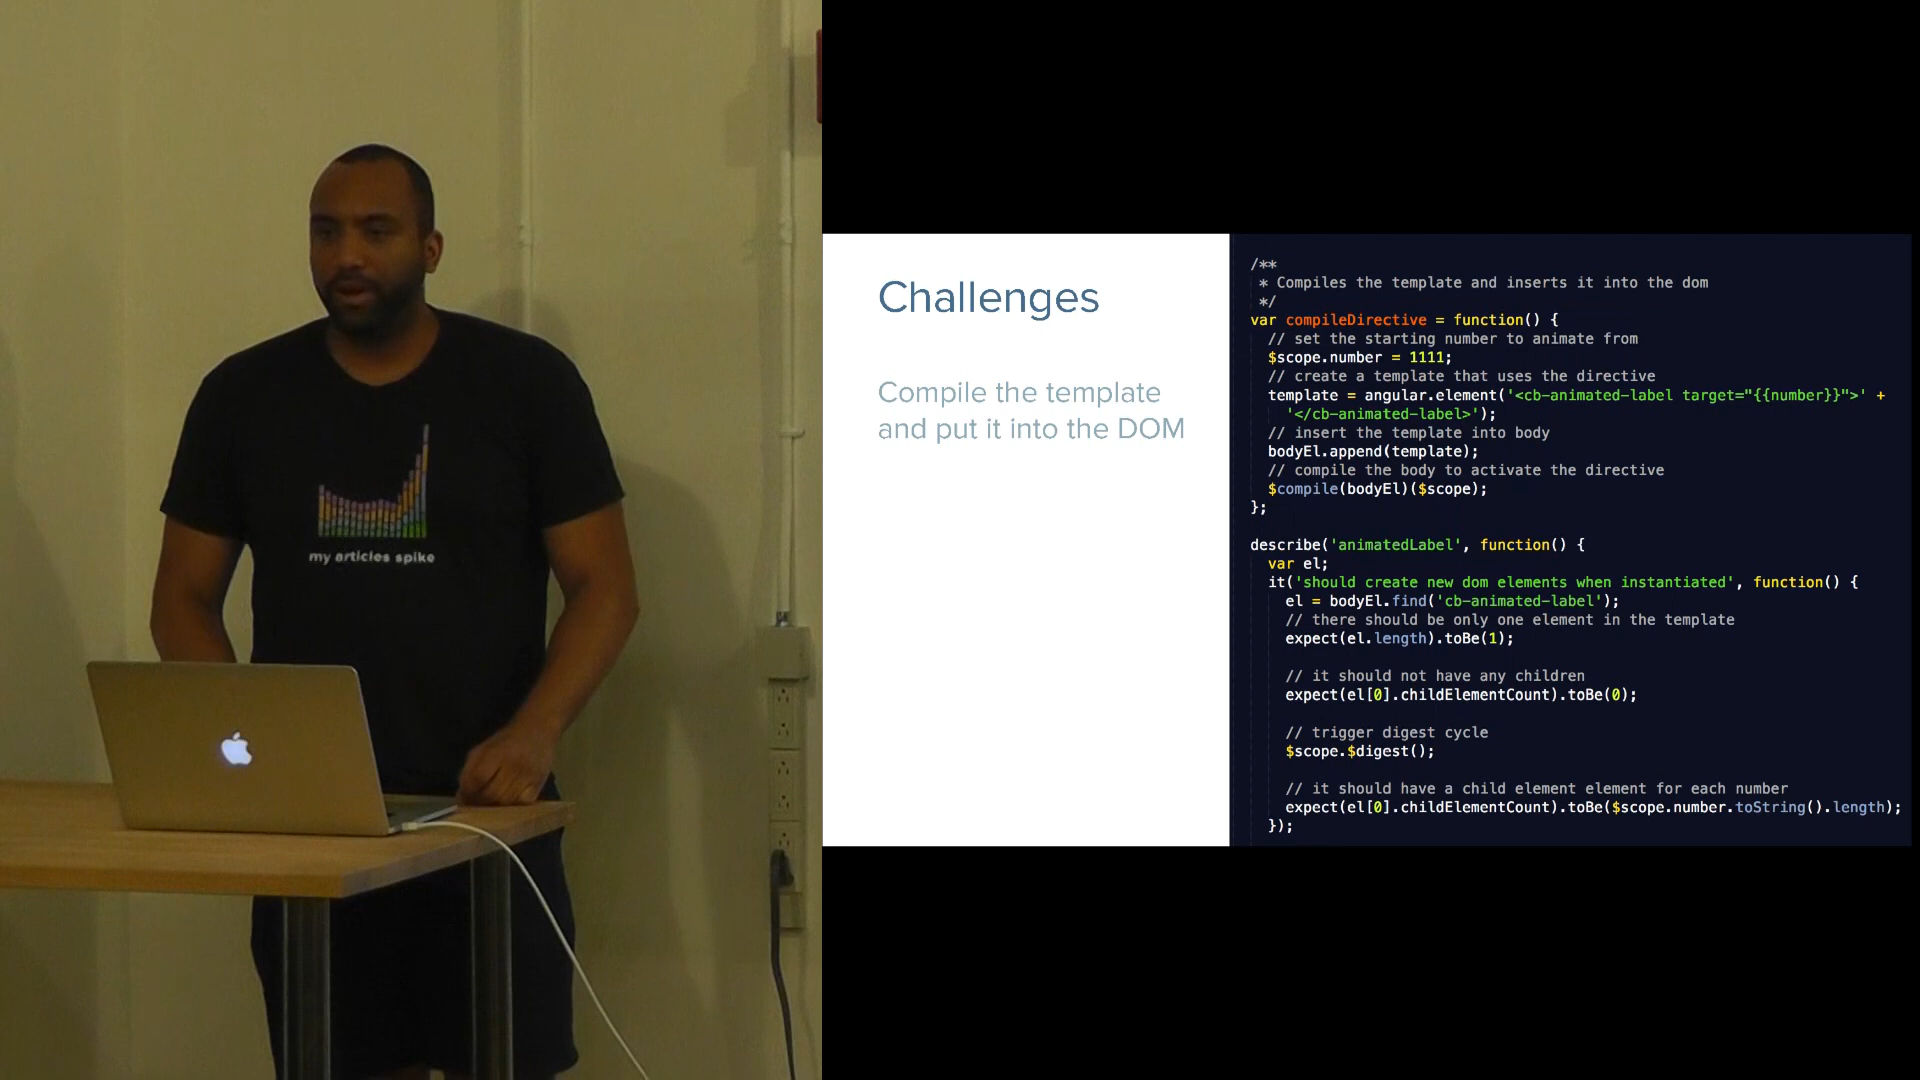 my articles spike
Challenges
Compile the template
and put it into the DOM
/**
 * Compiles the template and inserts it into the dom
 */
var compileDirective = function() {
  // set the starting number to animate from
  $scope.number = 1111;
  // create a template that uses the directive
  template = angular.element('<cb-animated-label target="{{number}}">' +
    '</cb-animated-label>');
  // insert the template into body
  bodyEl.append(template);
  // compile the body to activate the directive
  $compile(bodyEl)($scope);
};
describe('animatedLabel', function() {
  var el;
  it('should create new dom elements when instantiated', function() {
    el = bodyEl.find('cb-animated-label');
    // there should be only one element in the template
    expect(el.length).toBe(1);
    // it should not have any children
    expect(el[0].childElementCount).toBe(0);
    // trigger digest cycle
    $scope.$digest();
    // it should have a child element element for each number
    expect(el[0].childElementCount).toBe($scope.number.toString().length);
  });